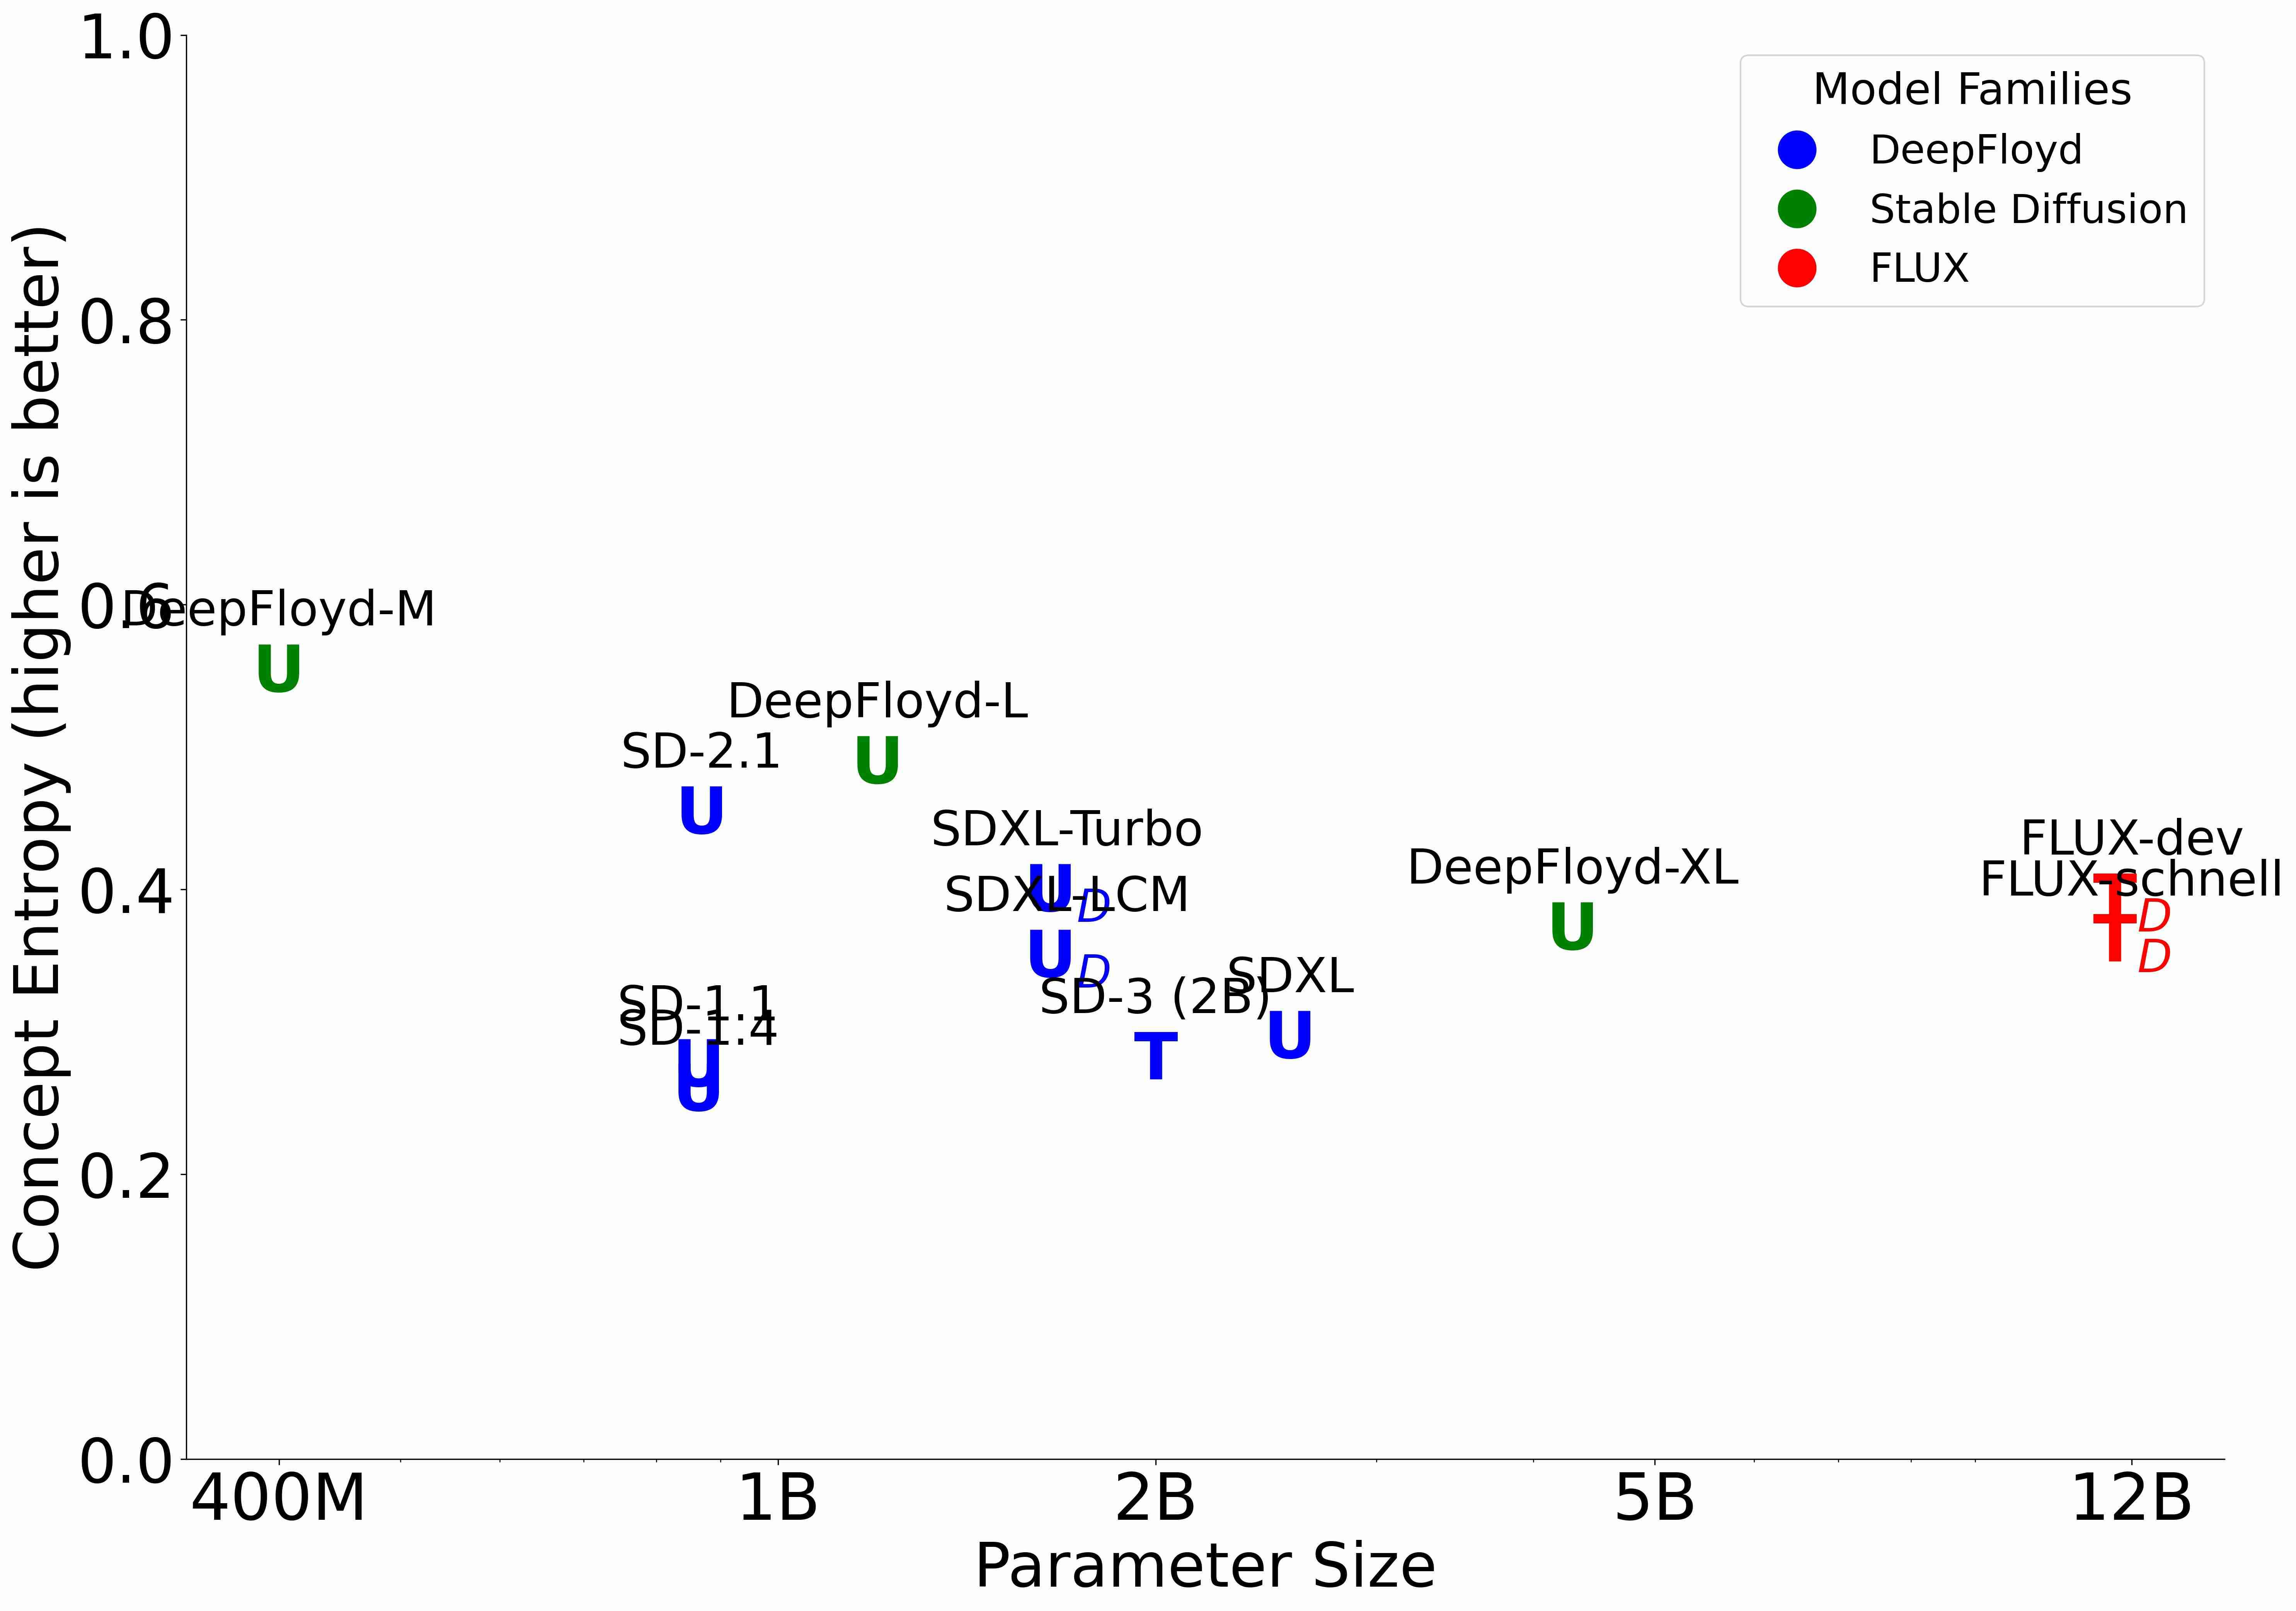 1.0
0.8
0.6
0.4
0.2
0.0
Concept Entropy (higher is better)
Model Families
DeepFloyd
Stable Diffusion
FLUX
DeepFloyd-M
U
DeepFloyd-L
U
SD-2.1
U
SDXL-Turbo
U D
SDXL-LCM
U D
DeepFloyd-XL
U
FLUX-dev
T D
FLUX-schnell
T D
SDXL
U
SD-3 (2B)
T
SD-1.1
U
SD-1.4
U
400M 1B 2B 5B 12B
Parameter Size